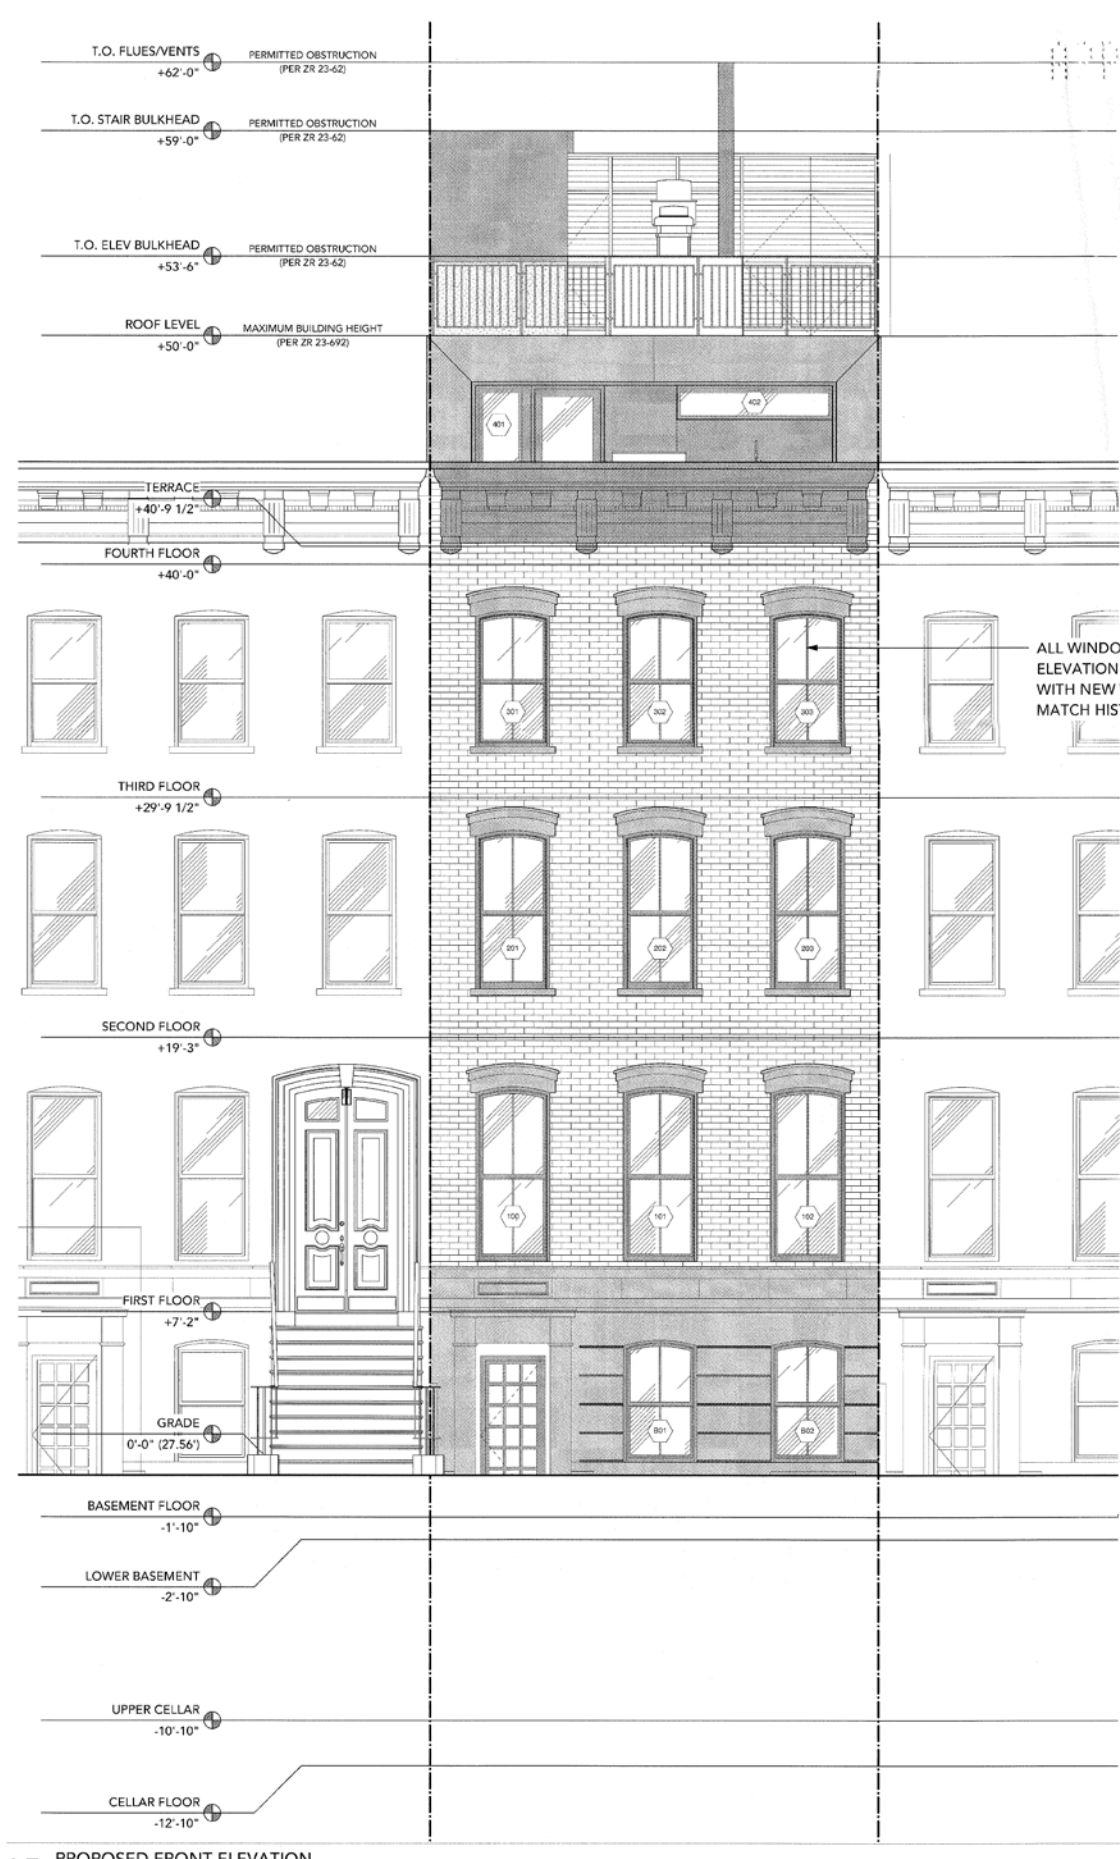 T.O. FLUES/VENTS
+62'-0"
PERMITTED OBSTRUCTION
(PER ZR 23-62)
T.O. STAIR BULKHEAD
+59'-0"
PERMITTED OBSTRUCTION
(PER ZR 23-62)
T.O. ELEV BULKHEAD
+53'-6"
PERMITTED OBSTRUCTION
(PER ZR 23-62)
ROOF LEVEL
+50'-0"
MAXIMUM BUILDING HEIGHT
(PER ZR 23-692)
402
401
TERRACE
+40'-9 1/2"
FOURTH FLOOR
+40'-0"
ALL WINDO
ELEVATION
WITH NEW
MATCH HIS
301
302
303
THIRD FLOOR
+29'-9 1/2"
201
202
203
SECOND FLOOR
+19'-3"
100
101
102
FIRST FLOOR
+7'-2"
GRADE
0'-0" (27.56')
B01
B02
BASEMENT FLOOR
-1'-10"
LOWER BASEMENT
-2'-10"
UPPER CELLAR
-10'-10"
CELLAR FLOOR
-12'-10"
PROPOSED FRONT ELEVATION